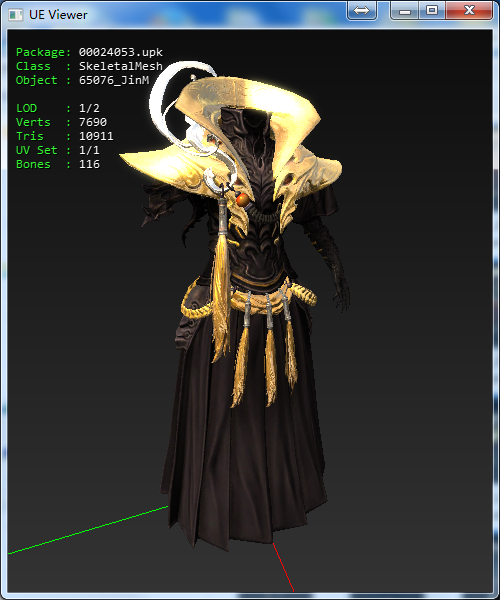 UE Viewer
Package: 00024053.upk
Class : SkeletalMesh
Object : 65076_JinM
LOD : 1/2
Verts : 7690
Tris : 10911
UV Set : 1/1
Bones : 116